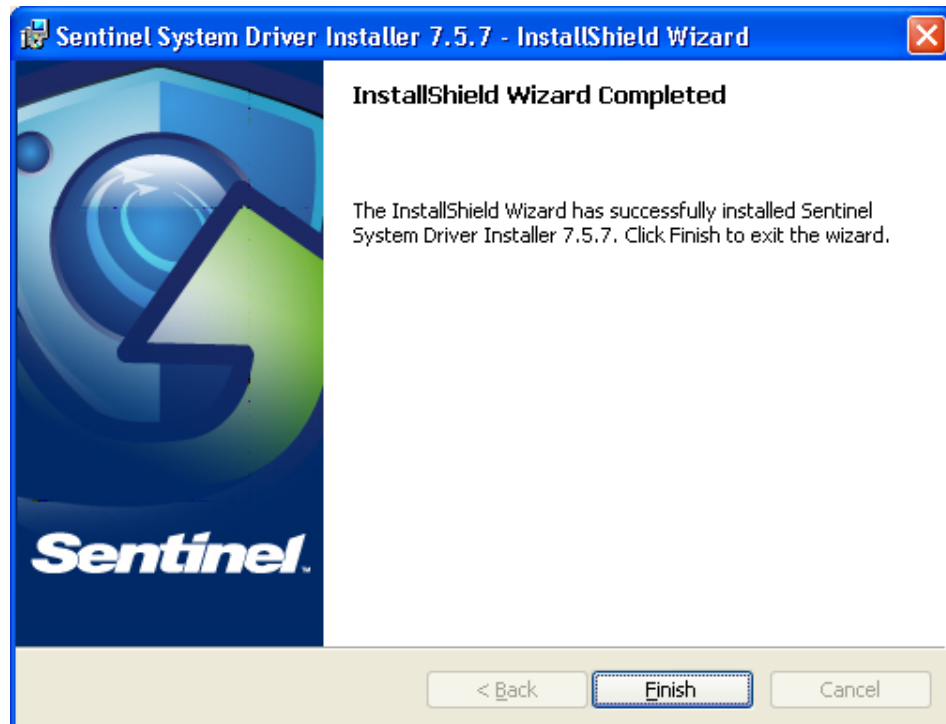 Sentinel System Driver Installer 7.5.7 - InstallShield Wizard
InstallShield Wizard Completed
The InstallShield Wizard has successfully installed Sentinel
System Driver Installer 7.5.7. Click Finish to exit the wizard.
Sentinel™
< Back
Finish
Cancel